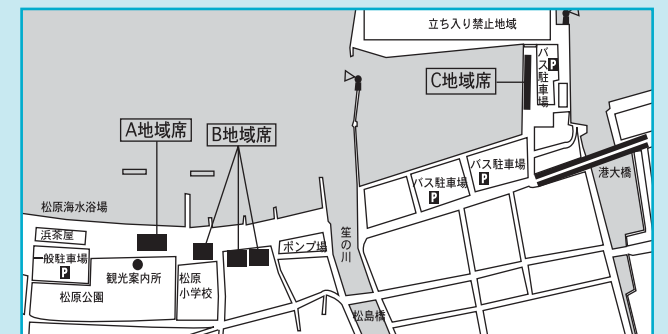 立ち入り禁止地域
バス駐車場
P
C地域席
A地域席
B地域席
バス駐車場
P
バス駐車場
P
港大橋
松原海水浴場
浜茶屋
一般駐車場
P
観光案内所
松原公園
松原
小学校
ポンプ場
笙の川
松島橋